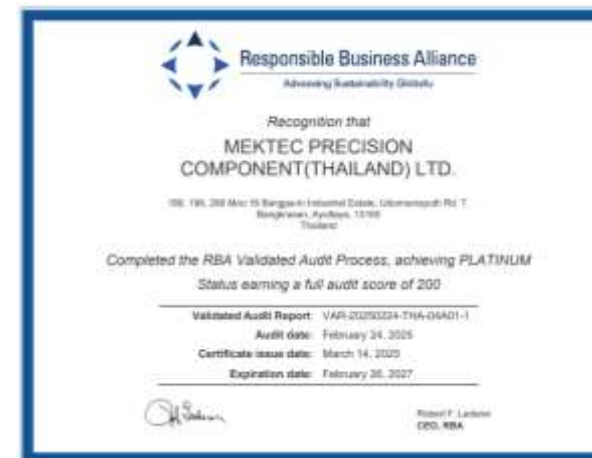 Responsible Business Alliance
Advancing Sustainability Globally
Recognition that
MEKTEC PRECISION
COMPONENT(THAILAND) LTD.
Industrial Estate,
Thailand
Completed the RBA Validated Audit Process, achieving PLATINUM
Status earning a full audit score of 200
Validated Audit Report: VAR-20250224-THA-04A01-1
Audit date: February 24, 2025
Certificate issue date: March 14, 2025
Expiration date: February 26, 2027
Robert F. Lederer
CEO, RBA